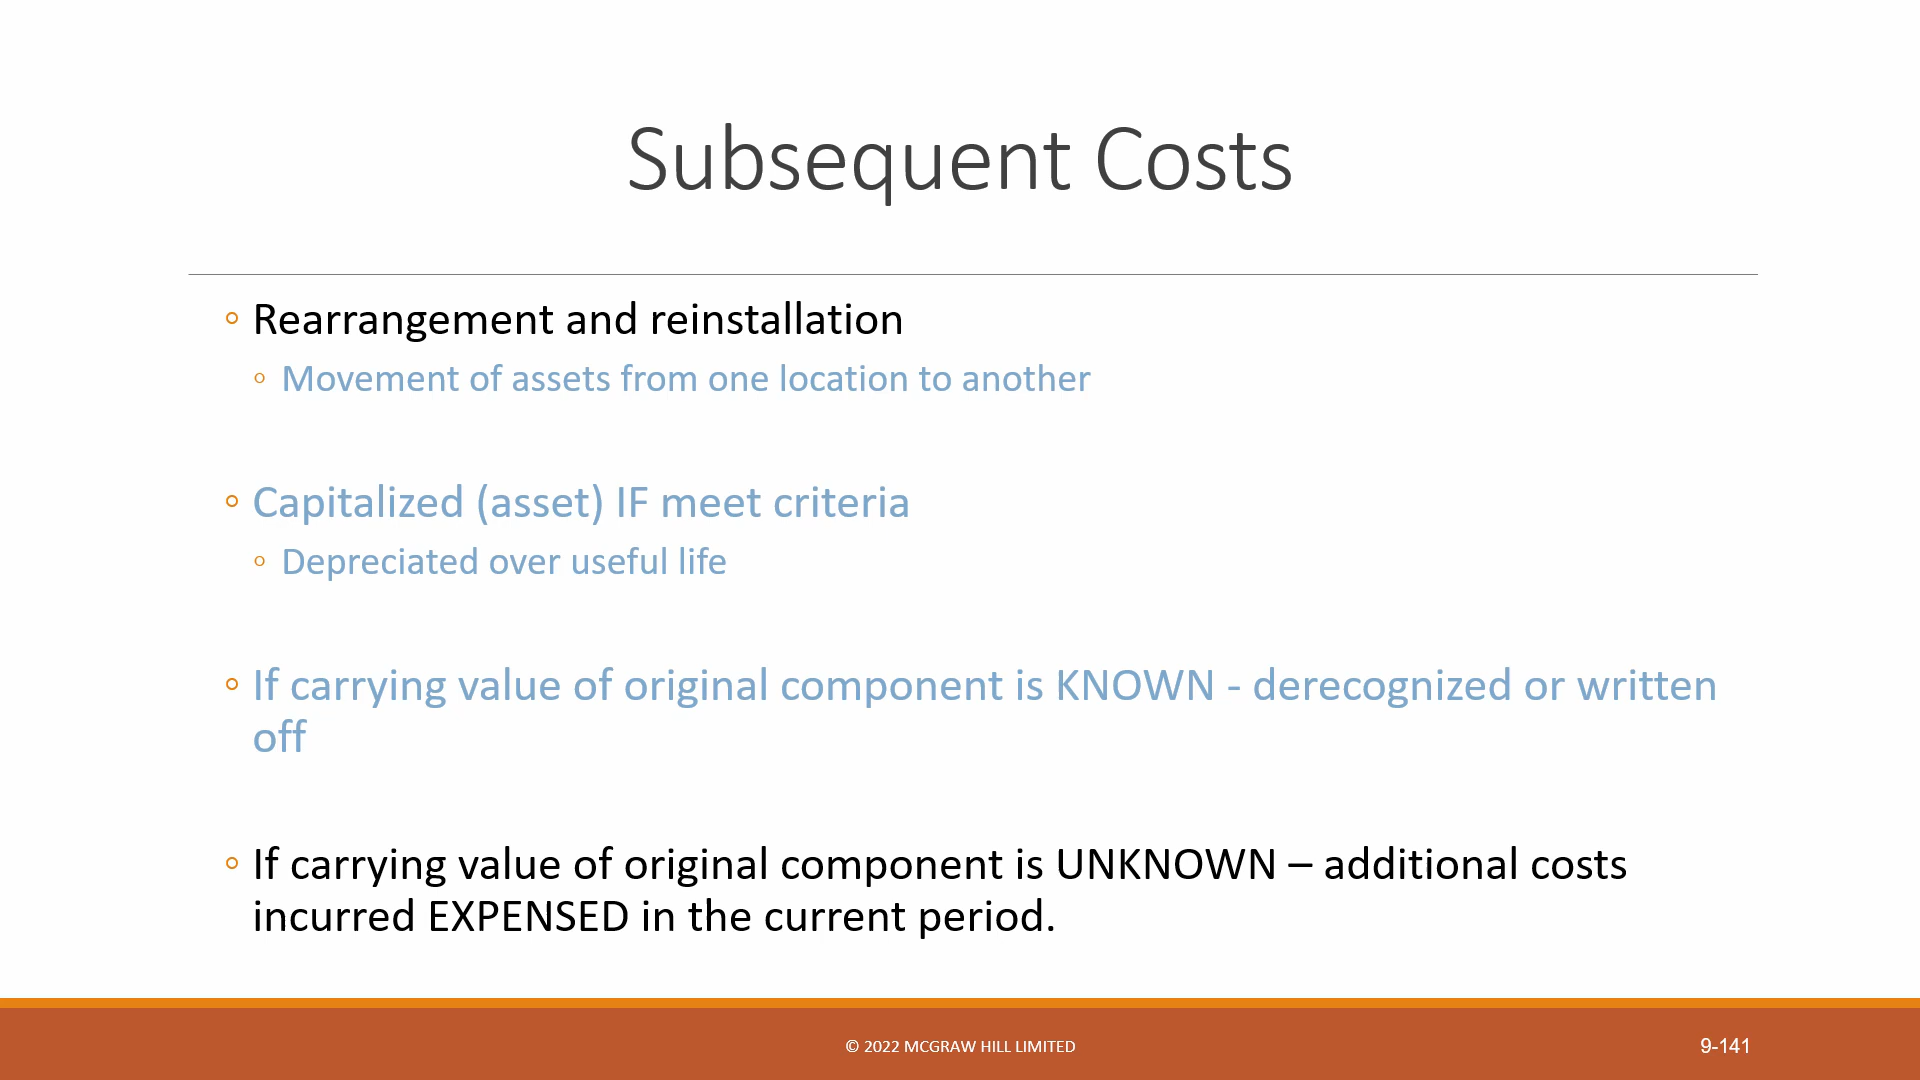 Subsequent Costs
◦ Rearrangement and reinstallation
◦ Movement of assets from one location to another
◦ Capitalized (asset) IF meet criteria
◦ Depreciated over useful life
◦ If carrying value of original component is KNOWN - derecognized or written
off
◦ If carrying value of original component is UNKNOWN – additional costs
incurred EXPENSED in the current period.
© 2022 MCGRAW HILL LIMITED
9-141